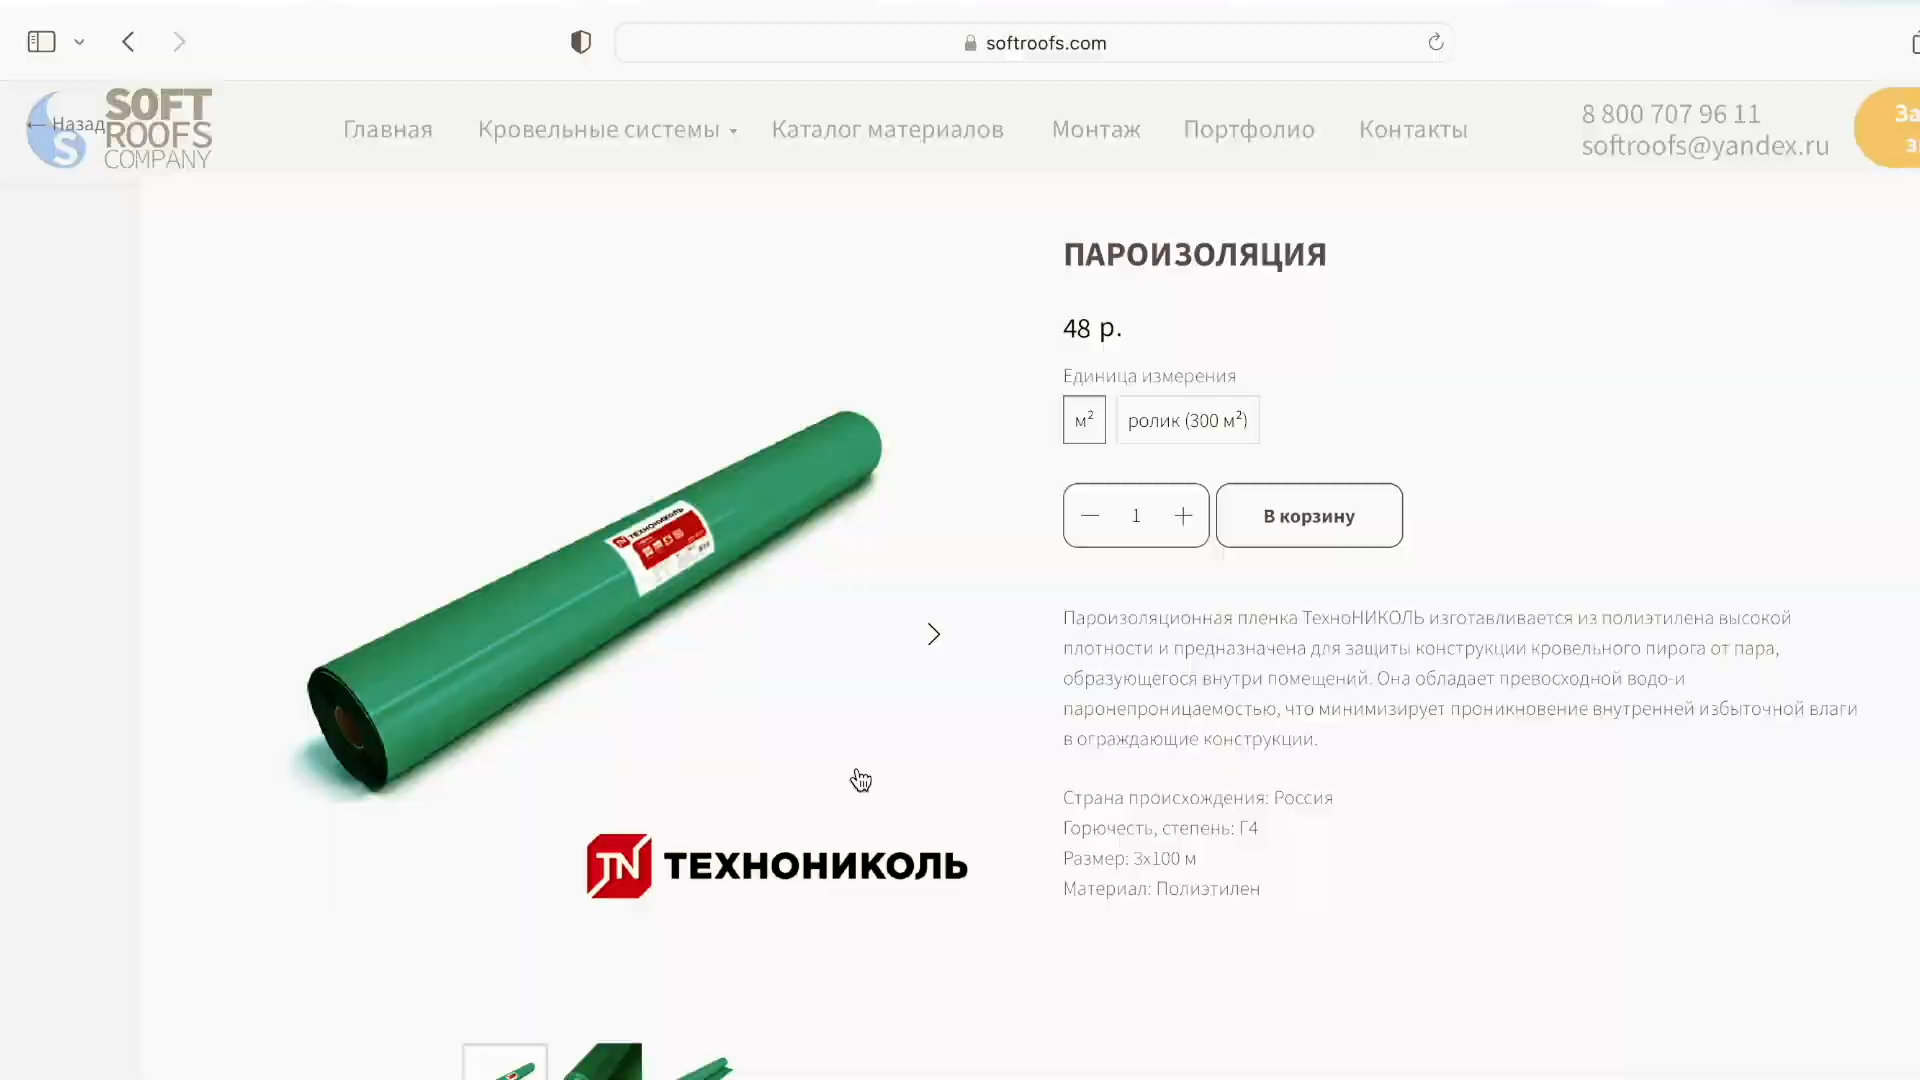 softroofs.com
← Назад
SOFT
ROOFS
COMPANY
Главная
Кровельные системы
Каталог материалов
Монтаж
Портфолио
Контакты
8 800 707 96 11
softroofs@yandex.ru
ПАРОИЗОЛЯЦИЯ
48 р.
Единица измерения
м²
ролик (300 м²)
1
В корзину
ТЕХНОНИКОЛЬ
Пароизоляционная пленка ТехноНИКОЛЬ изготавливается из полиэтилена высокой
плотности и предназначена для защиты конструкции кровельного пирога от пара,
образующегося внутри помещений. Она обладает превосходной водо-и
паронепроницаемостью, что минимизирует проникновение внутренней избыточной влаги
в ограждающие конструкции.
Страна происхождения: Россия
Горючесть, степень: Г4
Размер: 3х100 м
Материал: Полиэтилен
TN ТЕХНОНИКОЛЬ